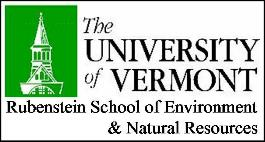 The
UNIVERSITY
of VERMONT
Rubenstein School of Environment
& Natural Resources